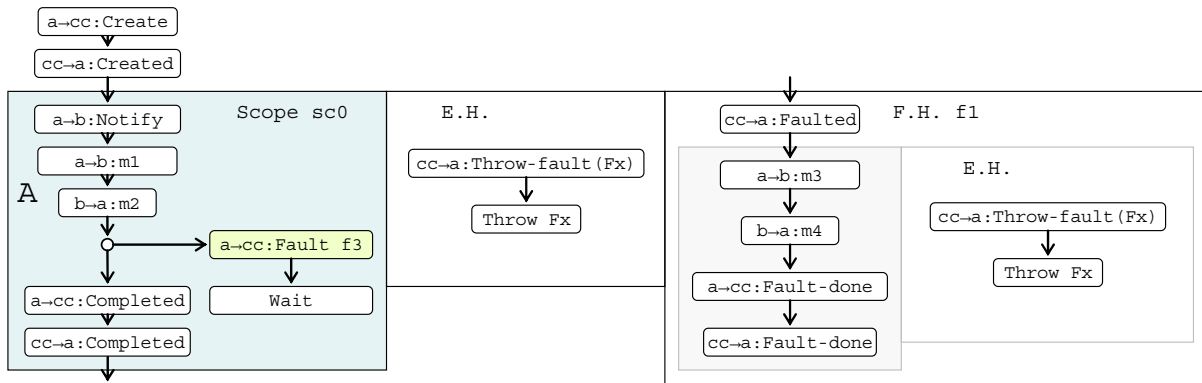 a→cc:Create
cc→a:Created
Scope sc0
a→b:Notify
a→b:m1
A
b→a:m2
a→cc:Fault f3
a→cc:Completed
Wait
cc→a:Completed
E.H.
cc→a:Throw-fault(Fx)
Throw Fx
cc→a:Faulted
F.H. f1
a→b:m3
b→a:m4
a→cc:Fault-done
cc→a:Fault-done
E.H.
cc→a:Throw-fault(Fx)
Throw Fx